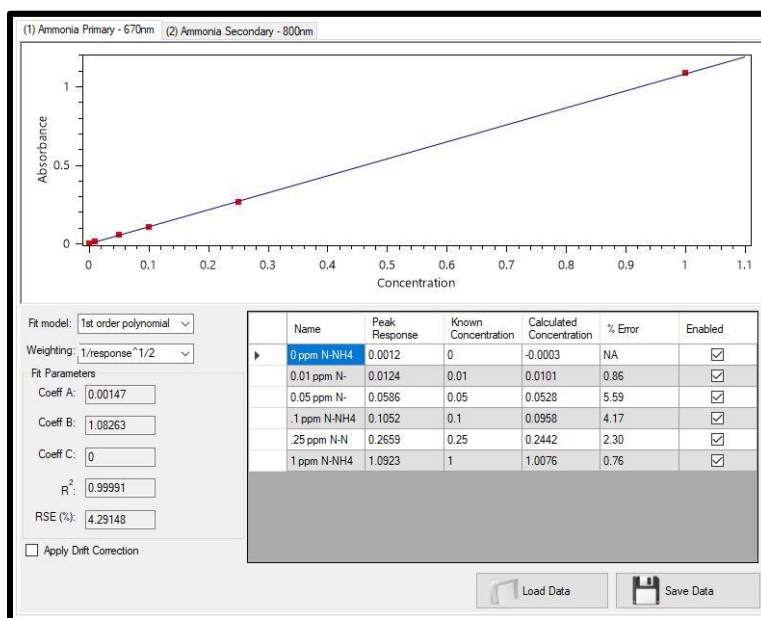 (1) Ammonia Primary - 670nm (2) Ammonia Secondary - 800nm
1
0.5
0
Absorbance
0 0.1 0.2 0.3 0.4 0.5 0.6 0.7 0.8 0.9 1 1.1
Concentration
Fit model: 1st order polynomial
Weighting: 1/response^1/2
Fit Parameters
Coeff A: 0.00147
Coeff B: 1.08263
Coeff C: 0
R2: 0.99991
RSE (%): 4.29148
Apply Drift Correction
Name Peak Response Known Concentration Calculated Concentration % Error Enabled
0 ppm N-NH4 0.0012 0 -0.0003 NA
0.01 ppm N- 0.0124 0.01 0.0101 0.86
0.05 ppm N- 0.0586 0.05 0.0528 5.59
.1 ppm N-NH4 0.1052 0.1 0.0958 4.17
.25 ppm N-N 0.2659 0.25 0.2442 2.30
1 ppm N-NH4 1.0923 1 1.0076 0.76
Load Data Save Data